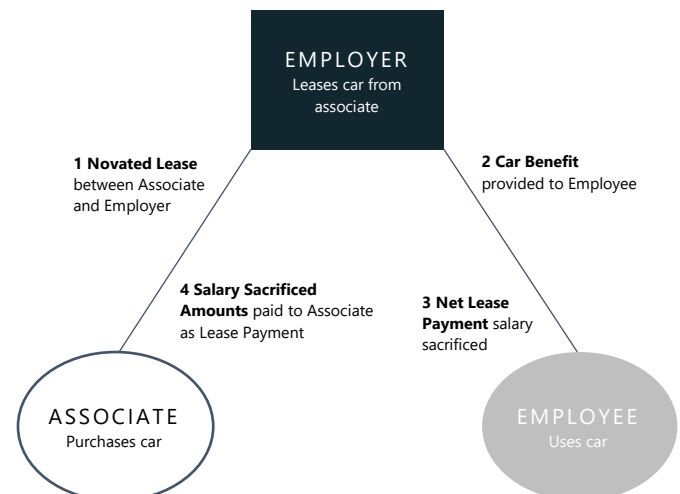 EMPLOYER
Leases car from
associate
1 Novated Lease
between Associate
and Employer
2 Car Benefit
provided to Employee
4 Salary Sacrificed
Amounts paid to Associate
as Lease Payment
3 Net Lease
Payment salary
sacrificed
ASSOCIATE
Purchases car
EMPLOYEE
Uses car